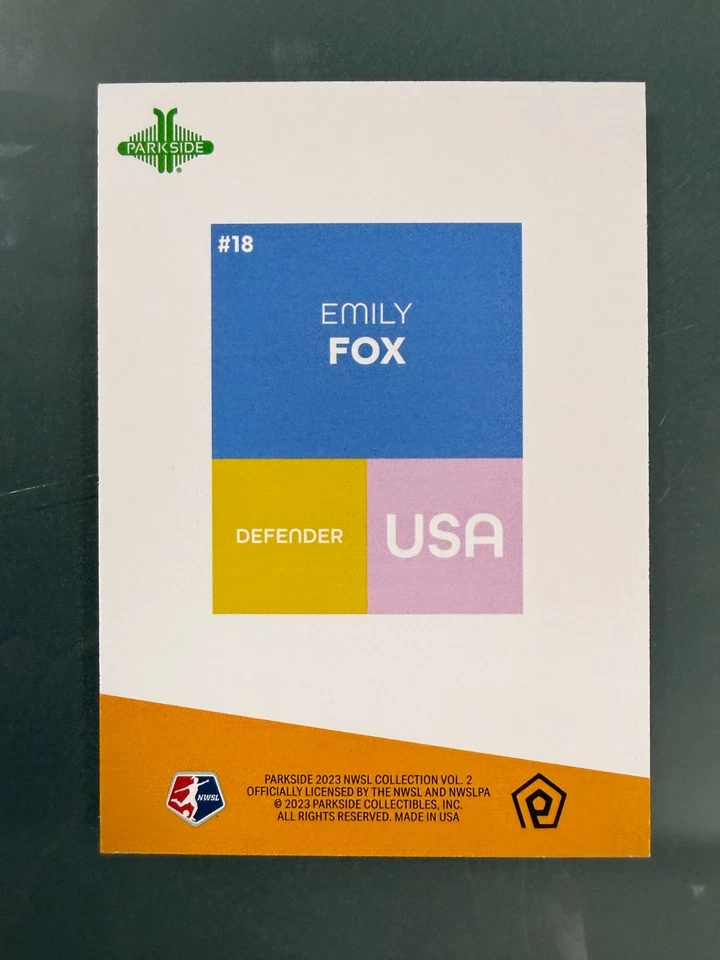 PARKSIDE
®
#18
EMILY
FOX
DEFENDER
USA
NWSL
PARKSIDE 2023 NWSL COLLECTION VOL. 2
OFFICIALLY LICENSED BY THE NWSL AND NWSLPA
© 2023 PARKSIDE COLLECTIBLES, INC.
ALL RIGHTS RESERVED. MADE IN USA